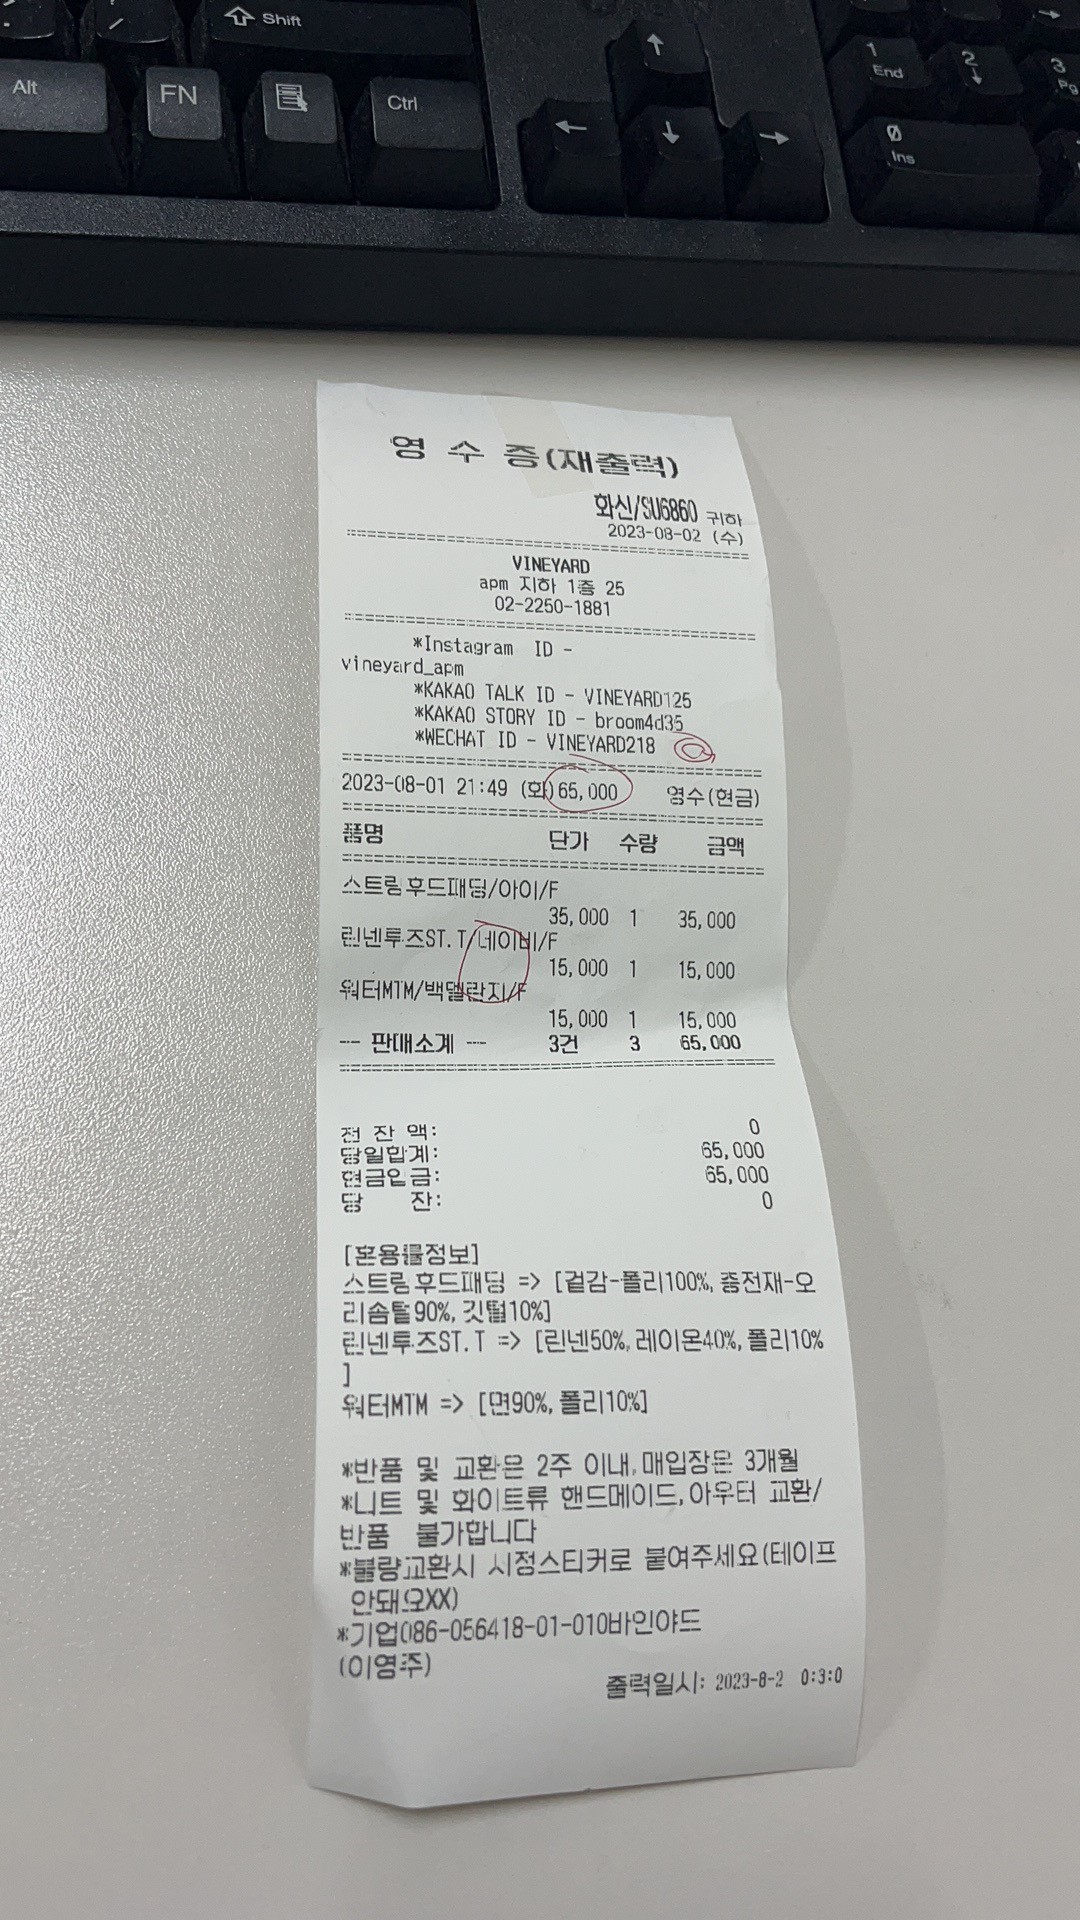 Shift
Alt
FN
Ctrl
↑
←
↓
→
1
End
2
↓
3
Pg
0
Ins
영 수 증(재출력)
화신/SU6860 귀하
2023-08-02 (수)
VINEYARD
apm 지하 1층 25
02-2250-1881
*Instagram ID -
vineyard_apm
*KAKAO TALK ID - VINEYARD125
*KAKAO STORY ID - broom4d35
*WECHAT ID - VINEYARD218
2023-08-01 21:49 (화) 65,000 영수(현금)
품명 단가 수량 금액
스트링후드패딩/아이/F
35,000 1 35,000
린넨투즈ST.T/네이비/F
15,000 1 15,000
워터MTM/백멜란지/F
15,000 1 15,000
-- 판매소계 -- 3건 3 65,000
전 잔 액: 0
당일합계: 65,000
현금입금: 65,000
당 잔: 0
[혼용률정보]
스트링후드패딩 => [겉감-폴리100%, 충전재-오
리솜털90%, 깃털10%]
린넨투즈ST.T => [린넨50%, 레이온40%, 폴리10%
]
워터MTM => [면90%, 폴리10%]
*반품 및 교환은 2주 이내, 매입장은 3개월
*니트 및 화이트류 핸드메이드, 아우터 교환/
반품 불가합니다
*불량교환시 시정스티커로 붙여주세요(테이프
안돼요XX)
*기업086-056418-01-010바인야드
(이영주)
출력일시: 2023-8-2 0:3:0